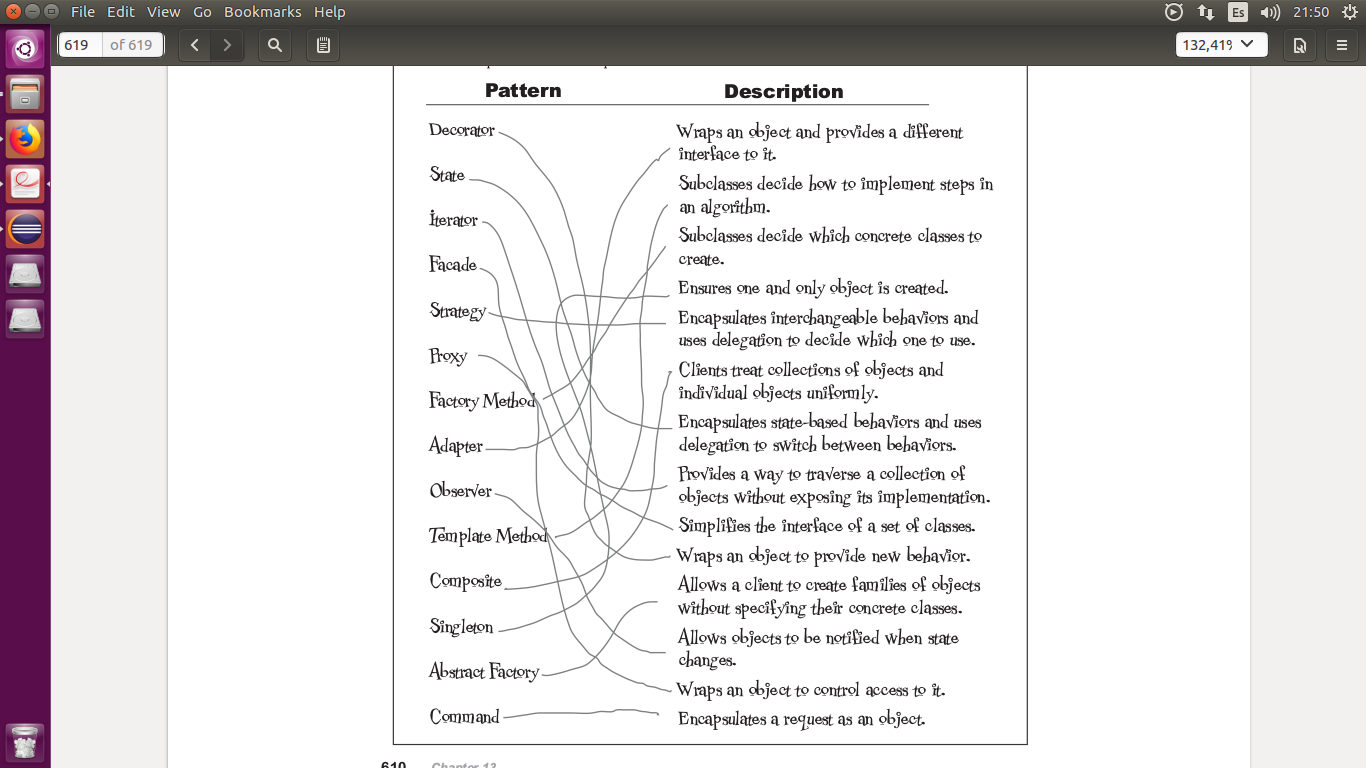 File Edit View Go Bookmarks Help
Es
21:50
619 of 619
132,41%
Pattern
Description
Decorator
State
Iterator
Facade
Strategy
Proxy
Factory Method
Adapter
Observer
Template Method
Composite
Singleton
Abstract Factory
Command
Wraps an object and provides a different
interface to it.
Subclasses decide how to implement steps in
an algorithm.
Subclasses decide which concrete classes to
create.
Ensures one and only object is created.
Encapsulates interchangeable behaviors and
uses delegation to decide which one to use.
Clients treat collections of objects and
individual objects uniformly.
Encapsulates state-based behaviors and uses
delegation to switch between behaviors.
Provides a way to traverse a collection of
objects without exposing its implementation.
Simplifies the interface of a set of classes.
Wraps an object to provide new behavior.
Allows a client to create families of objects
without specifying their concrete classes.
Allows objects to be notified when state
changes.
Wraps an object to control access to it.
Encapsulates a request as an object.
610 Chapter 13